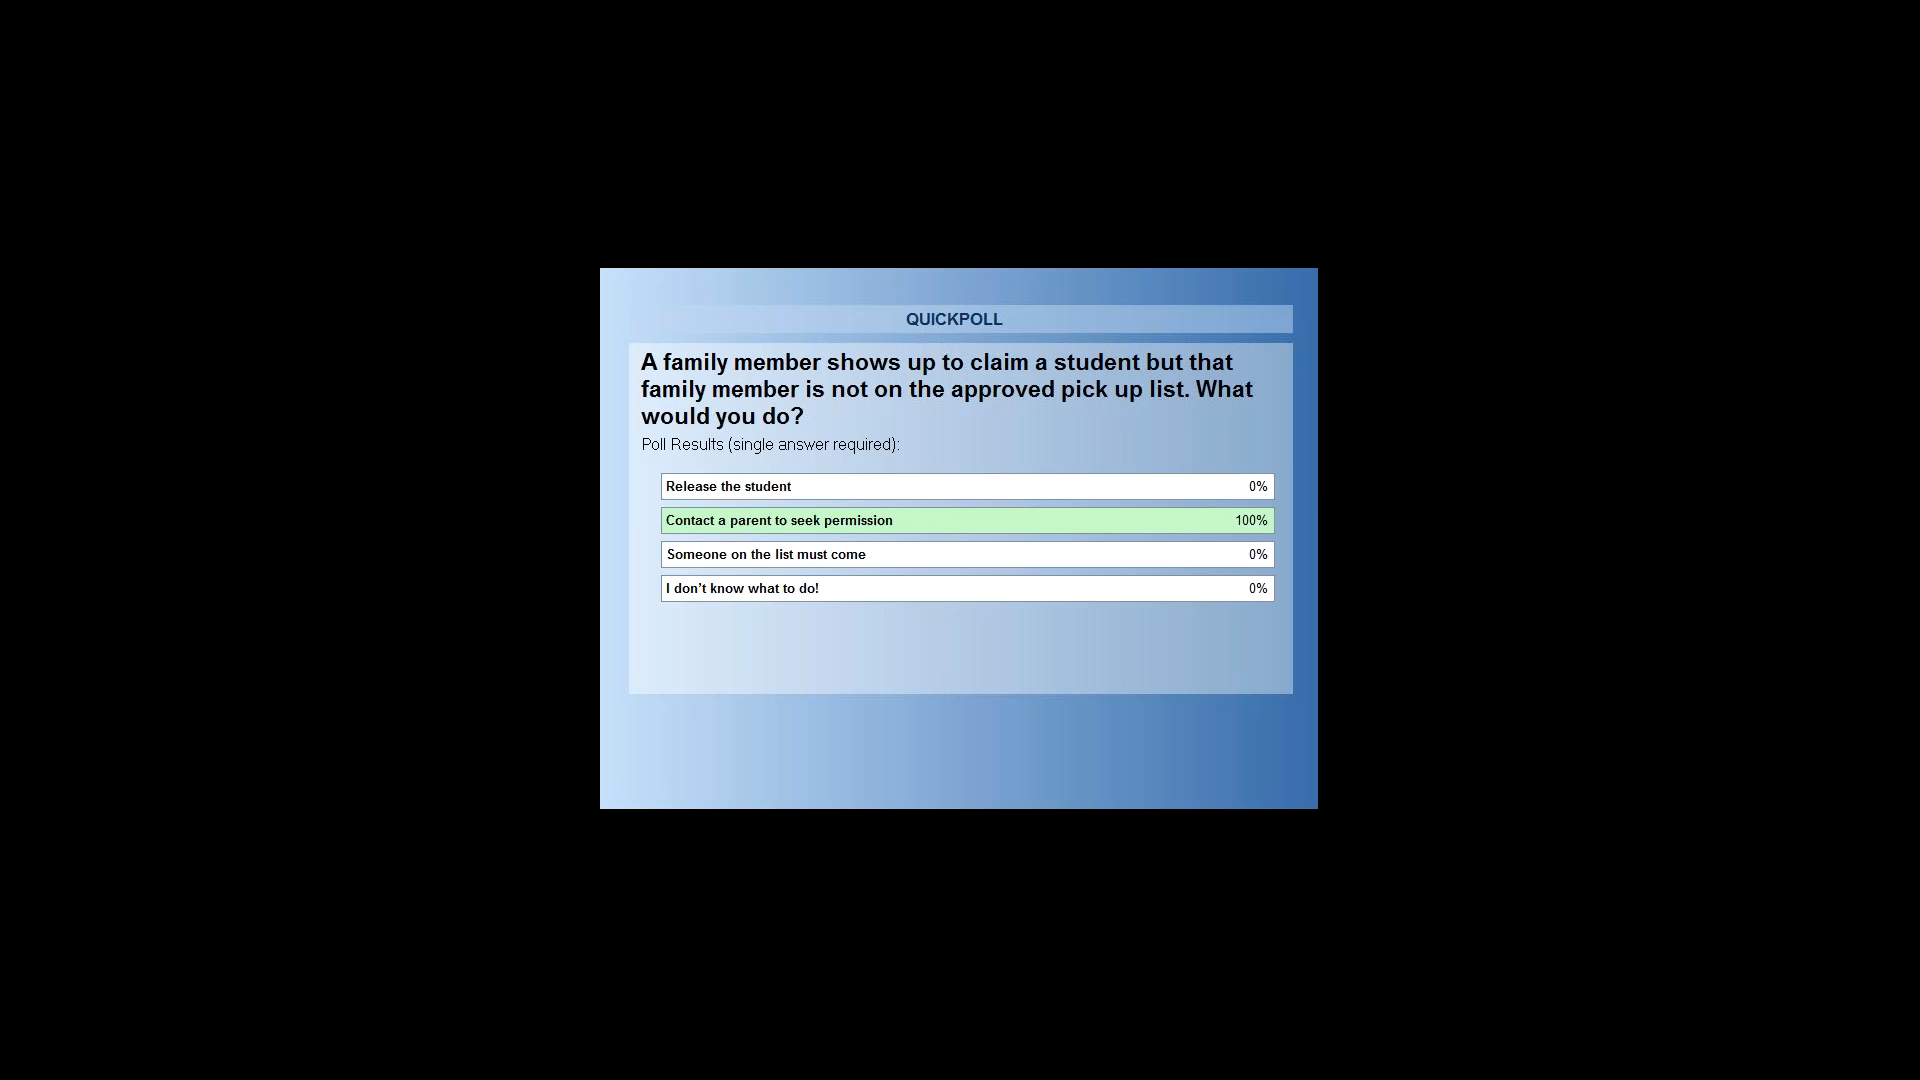 QUICKPOLL
A family member shows up to claim a student but that
family member is not on the approved pick up list. What
would you do?
Poll Results (single answer required):
Release the student 0%
Contact a parent to seek permission 100%
Someone on the list must come 0%
I don’t know what to do! 0%